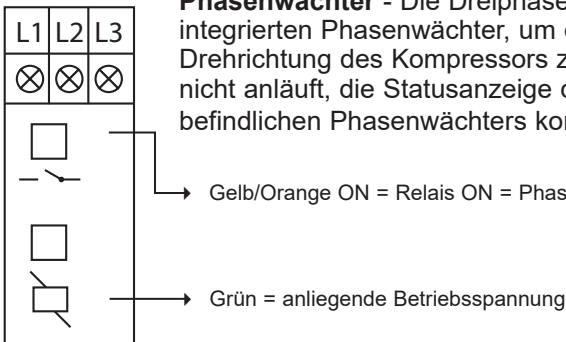 Phasenwächter - Die Dreiphase
integrierten Phasenwächter, um
Drehrichtung des Kompressors
nicht anläuft, die Statusanzeige
befindlichen Phasenwächters
L1 L2 L3
Gelb/Orange ON = Relais ON = Phas
Grün = anliegende Betriebsspannung